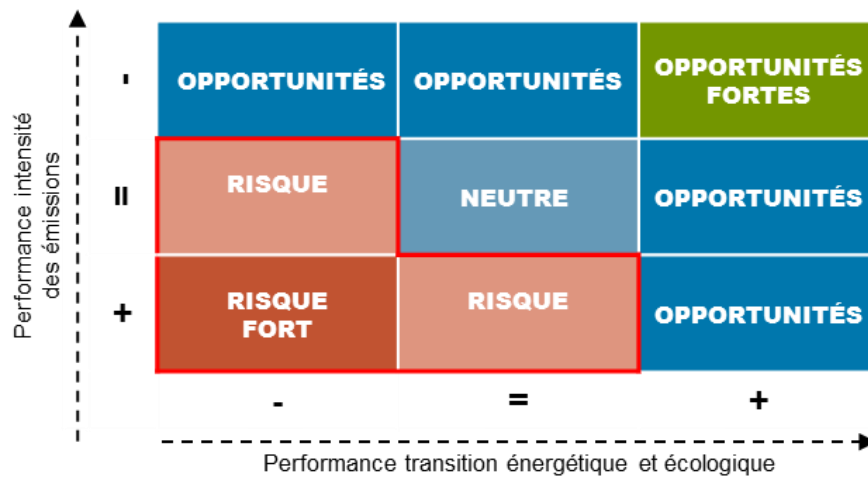 Performance intensité
des émissions
-
OPPORTUNITÉS
OPPORTUNITÉS
OPPORTUNITÉS
FORTES
=
RISQUE
NEUTRE
OPPORTUNITÉS
+
RISQUE
FORT
RISQUE
OPPORTUNITÉS
-
=
+
Performance transition énergétique et écologique